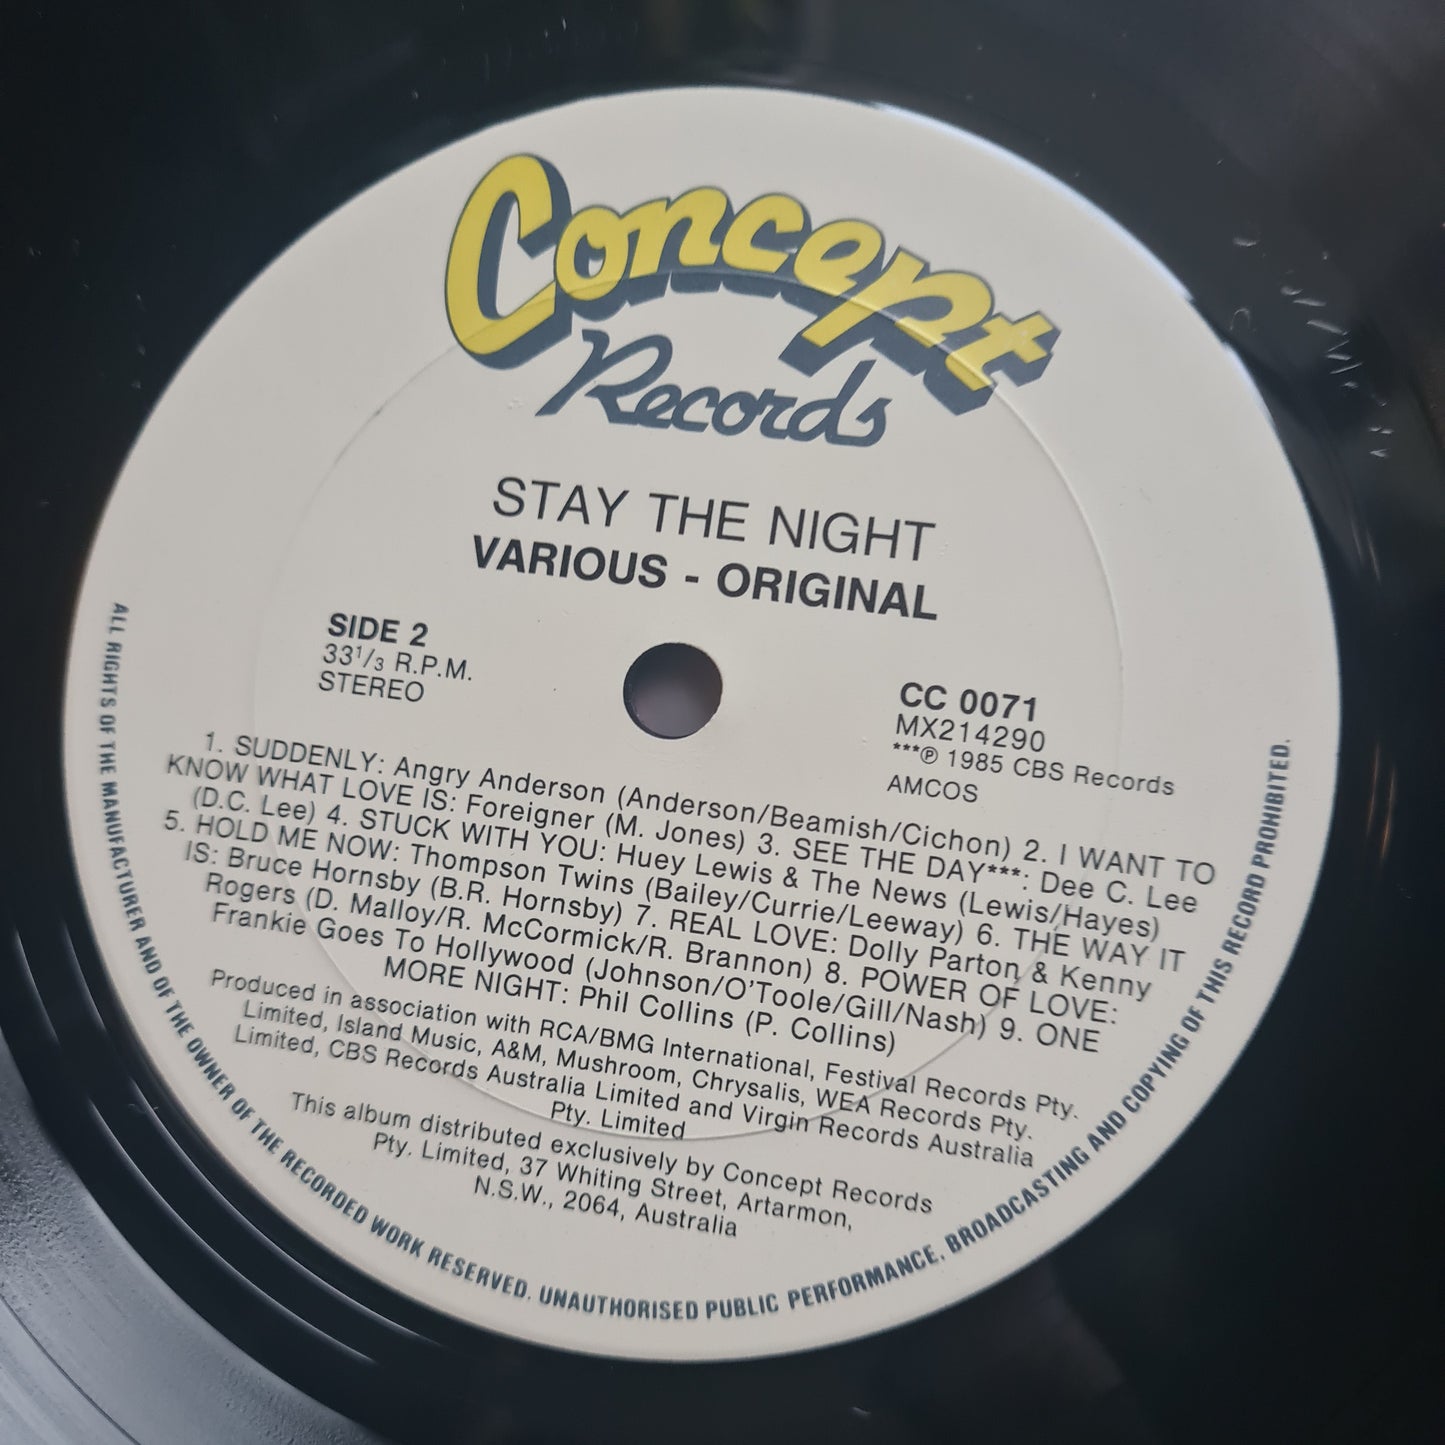 Concept
Records
STAY THE NIGHT
VARIOUS - ORIGINAL
SIDE 2
33 1/3 R.P.M.
STEREO
CC 0071
MX214290
***℗ 1985 CBS Records
AMCOS
1. SUDDENLY: Angry Anderson (Anderson/Beamish/Cichon) 2. I WANT TO
KNOW WHAT LOVE IS: Foreigner (M. Jones) 3. SEE THE DAY***: Dee C. Lee
(D.C. Lee) 4. STUCK WITH YOU: Huey Lewis & The News (Lewis/Hayes)
5. HOLD ME NOW: Thompson Twins (Bailey/Currie/Leeway) 6. THE WAY IT
IS: Bruce Hornsby (B.R. Hornsby) 7. REAL LOVE: Dolly Parton & Kenny
Rogers (D. Malloy/R. McCormick/R. Brannon) 8. POWER OF LOVE:
Frankie Goes To Hollywood (Johnson/O'Toole/Gill/Nash) 9. ONE
MORE NIGHT: Phil Collins (P. Collins)
Produced in association with RCA/BMG International, Festival Records Pty.
Limited, Island Music, A&M, Mushroom, Chrysalis, WEA Records Pty.
Limited, CBS Records Australia Limited and Virgin Records Australia
Pty. Limited
This album distributed exclusively by Concept Records
Pty. Limited, 37 Whiting Street, Artarmon,
N.S.W., 2064, Australia
ALL RIGHTS OF THE MANUFACTURER AND OF THE OWNER OF THE RECORDED WORK RESERVED. UNAUTHORISED PUBLIC PERFORMANCE, BROADCASTING AND COPYING OF THIS RECORD PROHIBITED.